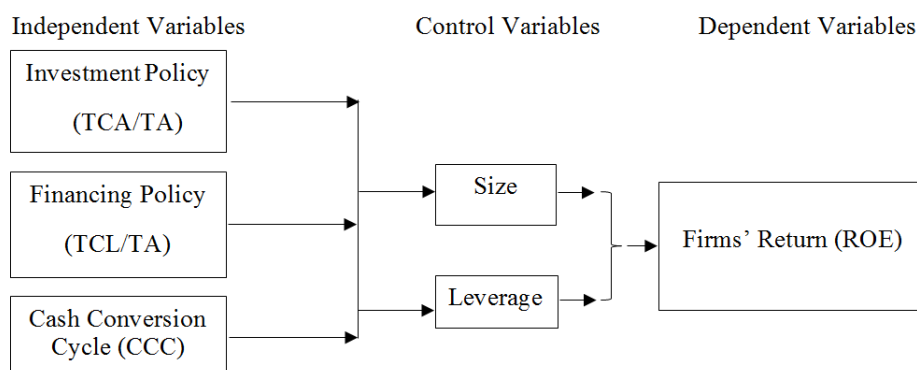 Independent Variables
Control Variables
Dependent Variables
Investment Policy
(TCA/TA)
Financing Policy
(TCL/TA)
Cash Conversion
Cycle (CCC)
Size
Leverage
Firms’ Return (ROE)